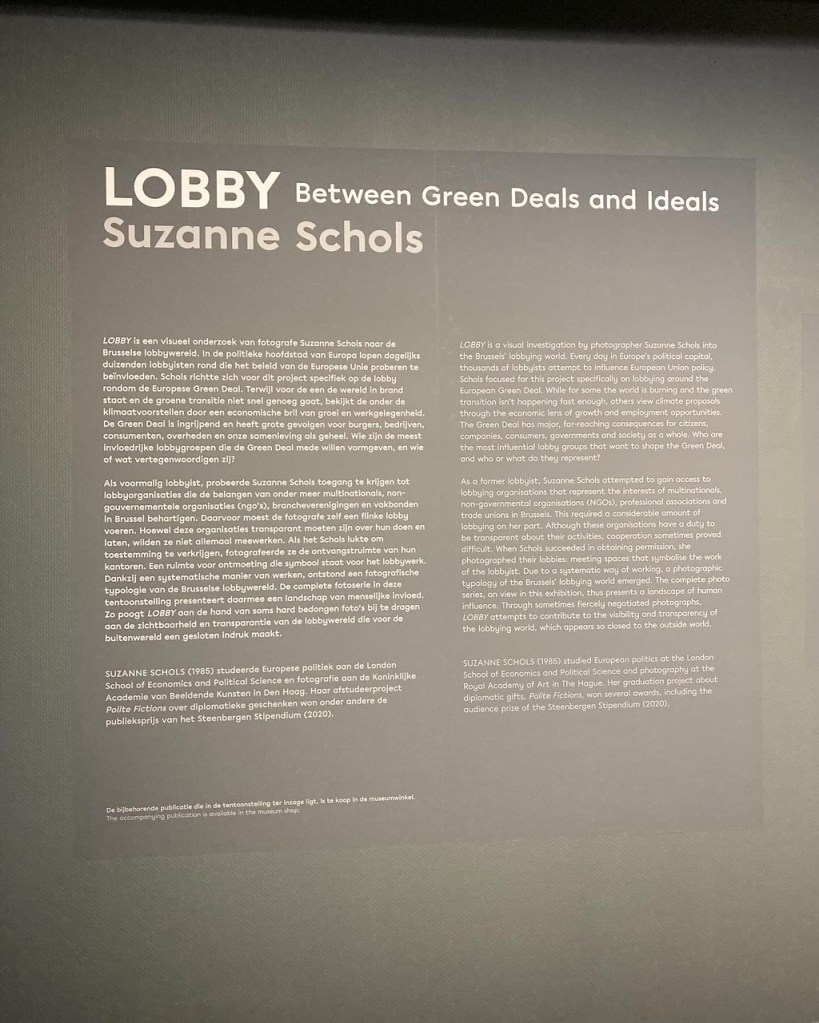 LOBBY Between Green Deals and Ideals
Suzanne Schols
LOBBY is een visueel onderzoek van fotografe Suzanne Schols naar de
Brusselse lobbywereld. In de politieke hoofdstad van Europa lopen dagelijks
duizenden lobbyisten rond die het beleid van de Europese Unie proberen te
beïnvloeden. Schols richtte zich voor dit project specifiek op de lobby
rondom de Europese Green Deal. Terwijl voor de een de wereld in brand
staat en de groene transitie niet snel genoeg gaat, bekijkt de ander de
klimaatvoorstellen door een economische bril van groei en werkgelegenheid.
De Green Deal is ingrijpend en heeft grote gevolgen voor burgers, bedrijven,
consumenten, overheden en onze samenleving als geheel. Wie zijn de meest
invloedrijke lobbygroepen die de Green Deal mede willen vormgeven, en wie
of wat vertegenwoordigen zij?
Als voormalig lobbyist, probeerde Suzanne Schols toegang te krijgen tot
lobbyorganisaties die de belangen van onder meer multinationals, non-
gouvernementele organisaties (ngo's), brancheverenigingen en vakbonden
in Brussel behartigen. Daarvoor moest de fotografe zelf een flinke lobby
voeren. Hoewel deze organisaties transparant moeten zijn over hun doen en
laten, wilden ze niet allemaal meewerken. Als het Schols lukte om
toestemming te verkrijgen, fotografeerde ze de ontvangstruimte van hun
kantoren. Een ruimte voor ontmoeting die symbool staat voor het lobbywerk.
Dankzij een systematische manier van werken, ontstond een fotografische
typologie van de Brusselse lobbywereld. De complete fotoserie in deze
tentoonstelling presenteert daarmee een landschap van menselijke invloed.
Zo poogt LOBBY aan de hand van soms hard bedongen foto's bij te dragen
aan de zichtbaarheid en transparantie van de lobbywereld die voor de
buitenwereld een gesloten indruk maakt.
SUZANNE SCHOLS (1985) studeerde Europese politiek aan de London
School of Economics and Political Science en fotografie aan de Koninklijke
Academie van Beeldende Kunsten in Den Haag. Haar afstudeerproject
Polite Fictions over diplomatieke geschenken won onder andere de
publieksprijs van het Steenbergen Stipendium (2020).
De bijbehorende publicatie die in de tentoonstelling ter inzage ligt, is te koop in de museumwinkel.
The accompanying publication is available in the museum shop.
LOBBY is a visual investigation by photographer Suzanne Schols into
the Brussels' lobbying world. Every day in Europe's political capital,
thousands of lobbyists attempt to influence European Union policy.
Schols focused for this project specifically on lobbying around the
European Green Deal. While for some the world is burning and the green
transition isn't happening fast enough, others view climate proposals
through the economic lens of growth and employment opportunities.
The Green Deal has major, far-reaching consequences for citizens,
companies, consumers, governments and society as a whole. Who are
the most influential lobby groups that want to shape the Green Deal,
and who or what do they represent?
As a former lobbyist, Suzanne Schols attempted to gain access to
lobbying organisations that represent the interests of multinationals,
non-governmental organisations (NGOs), professional associations and
trade unions in Brussels. This required a considerable amount of
lobbying on her part. Although these organisations have a duty to
be transparent about their activities, cooperation sometimes proved
difficult. When Schols succeeded in obtaining permission, she
photographed their lobbies: meeting spaces that symbolise the work
of the lobbyist. Due to a systematic way of working, a photographic
typology of the Brussels' lobbying world emerged. The complete photo
series, on view in this exhibition, thus presents a landscape of human
influence. Through sometimes fiercely negotiated photographs,
LOBBY attempts to contribute to the visibility and transparency of
the lobbying world, which appears so closed to the outside world.
SUZANNE SCHOLS (1985) studied European politics at the London
School of Economics and Political Science and photography at the
Royal Academy of Art in The Hague. Her graduation project about
diplomatic gifts, Polite Fictions, won several awards, including the
audience prize of the Steenbergen Stipendium (2020).